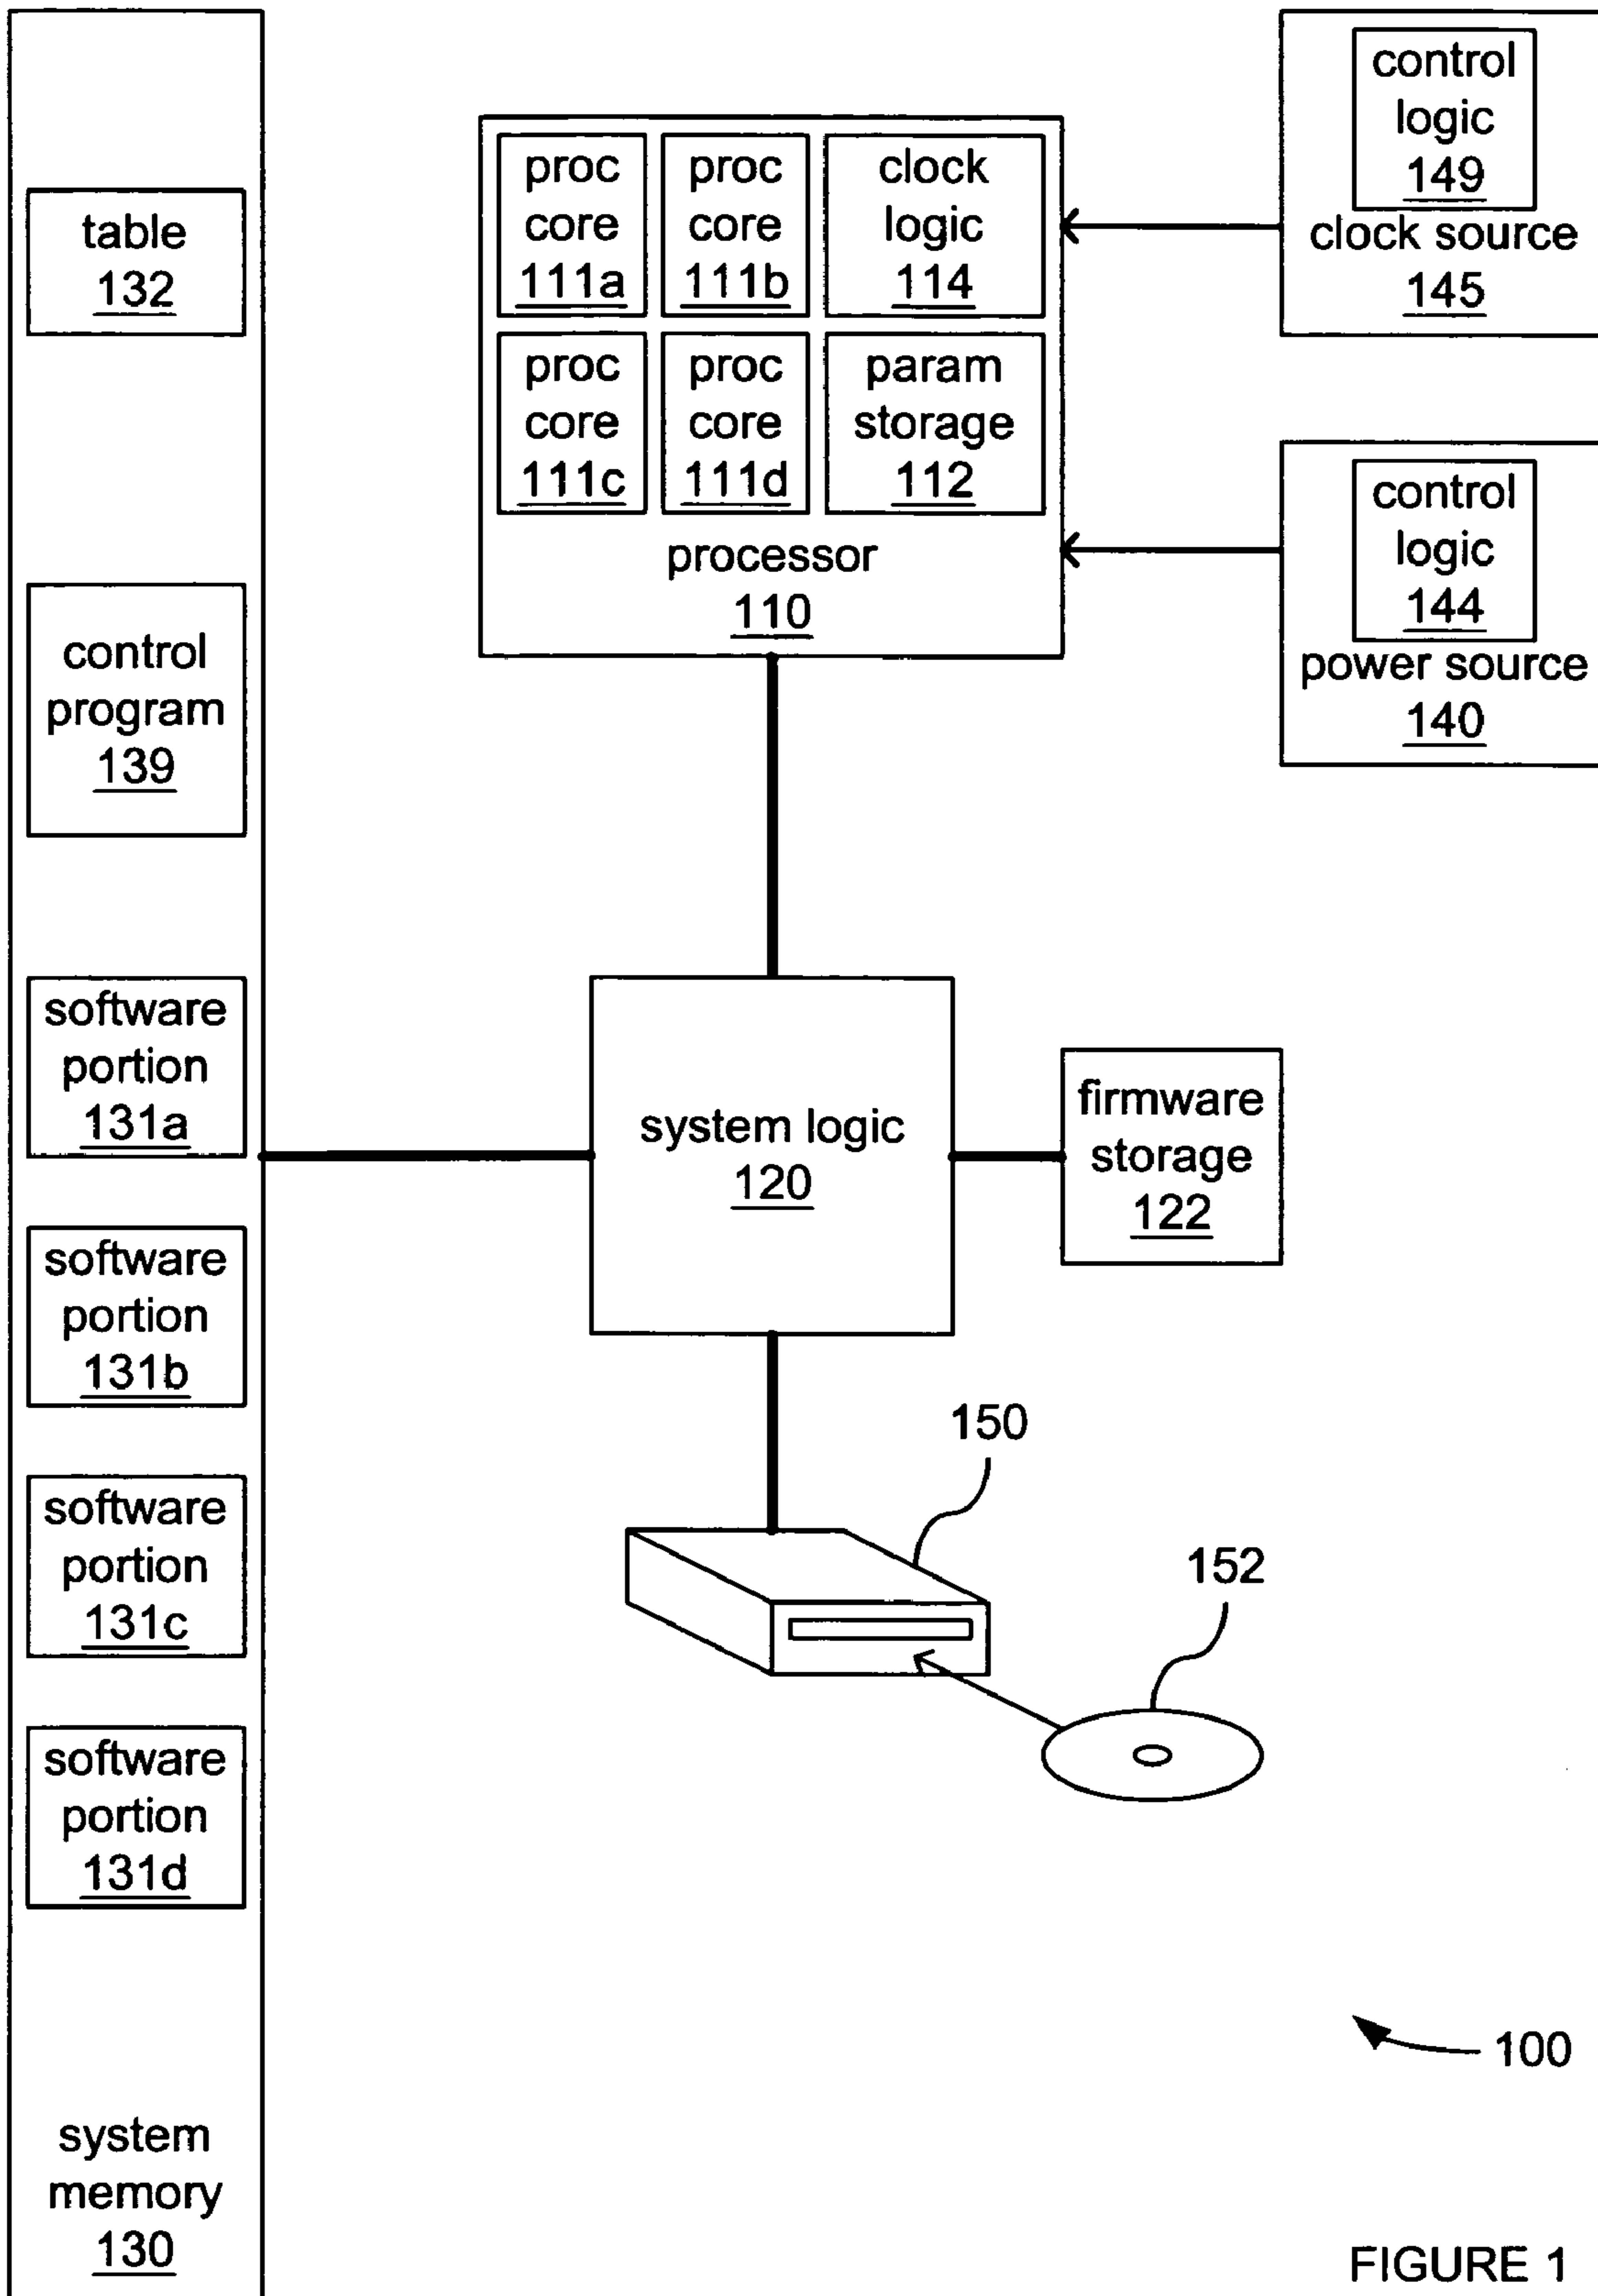 table
132
control
program
139
software
portion
131a
software
portion
131b
software
portion
131c
software
portion
131d
system
memory
130
proc
core
111a
proc
core
111b
clock
logic
114
proc
core
111c
proc
core
111d
param
storage
112
processor
110
control
logic
149
clock source
145
control
logic
144
power source
140
system logic
120
firmware
storage
122
150
152
100
FIGURE 1